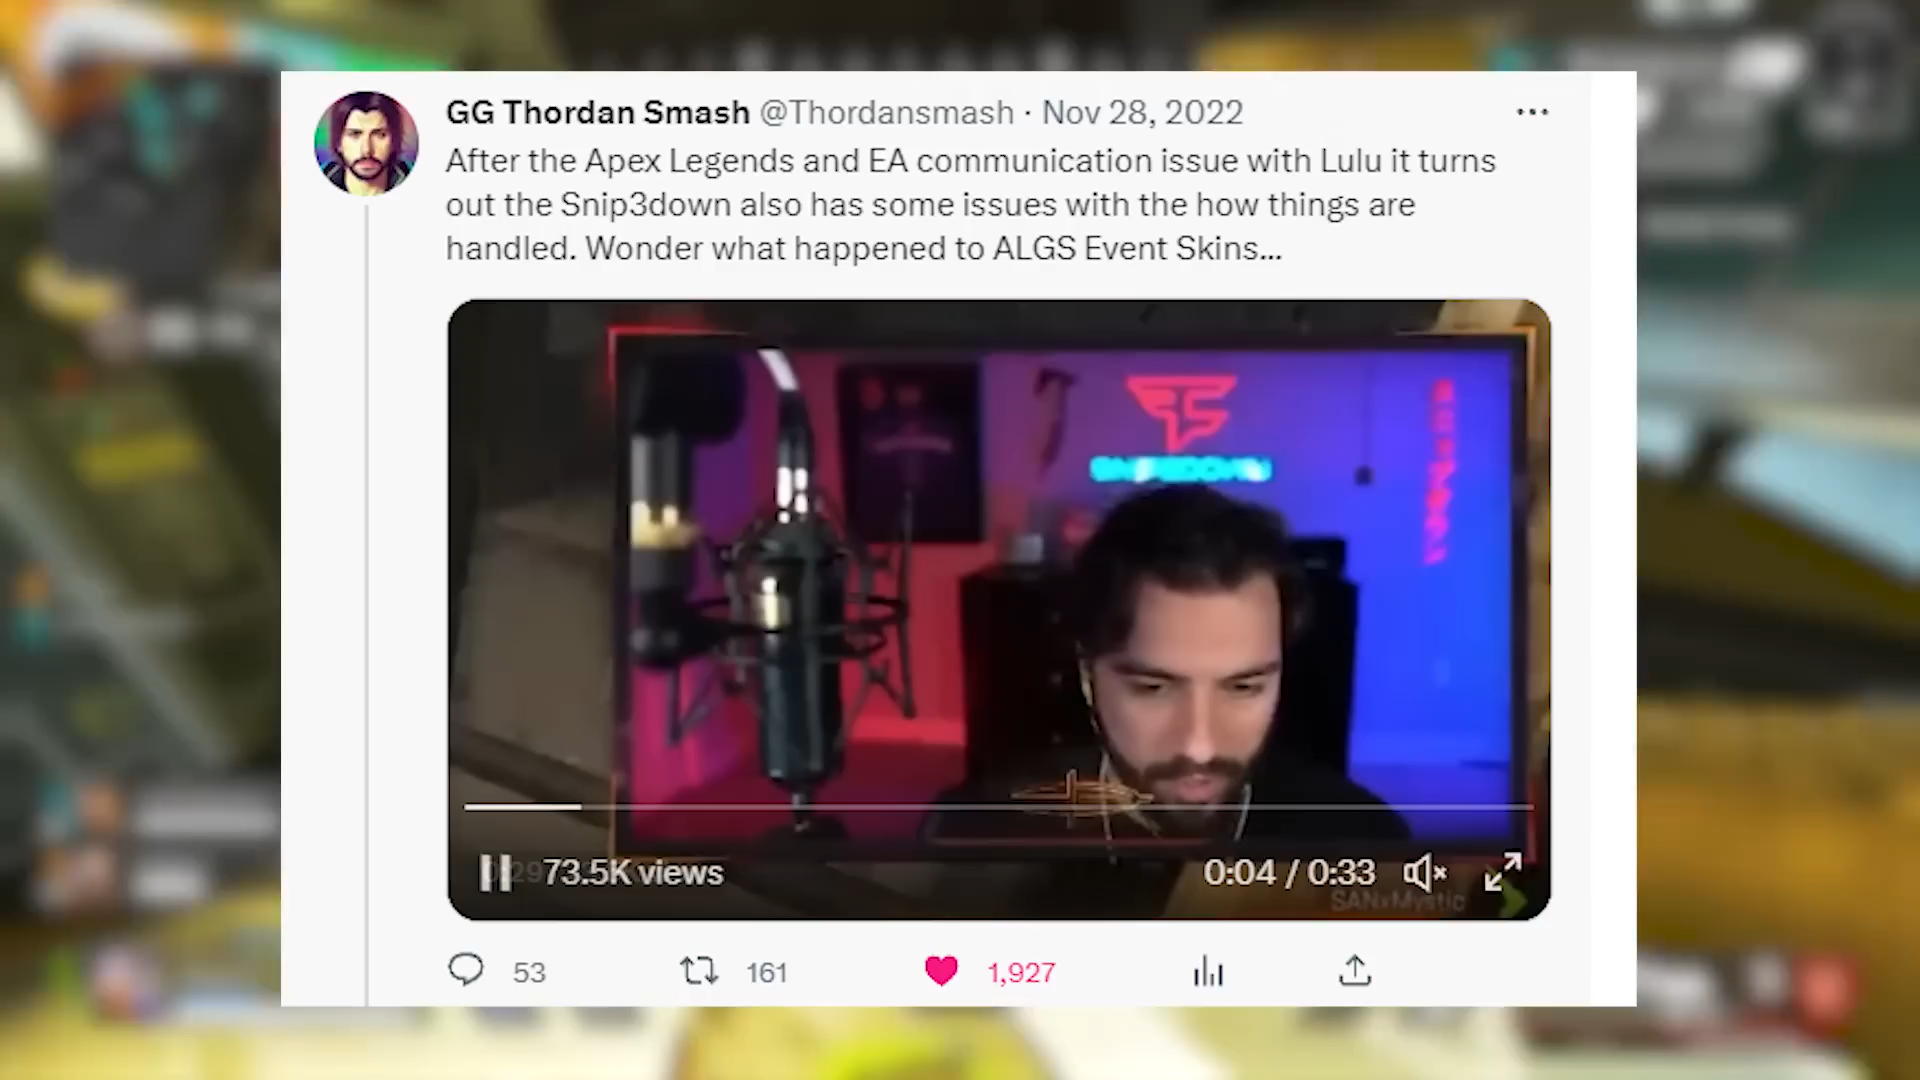 GG Thordan Smash @Thordansmash · Nov 28, 2022
After the Apex Legends and EA communication issue with Lulu it turns
out the Snip3down also has some issues with the how things are
handled. Wonder what happened to ALGS Event Skins...
73.5K views
0:04 / 0:33
SANxMystic
53
161
1,927